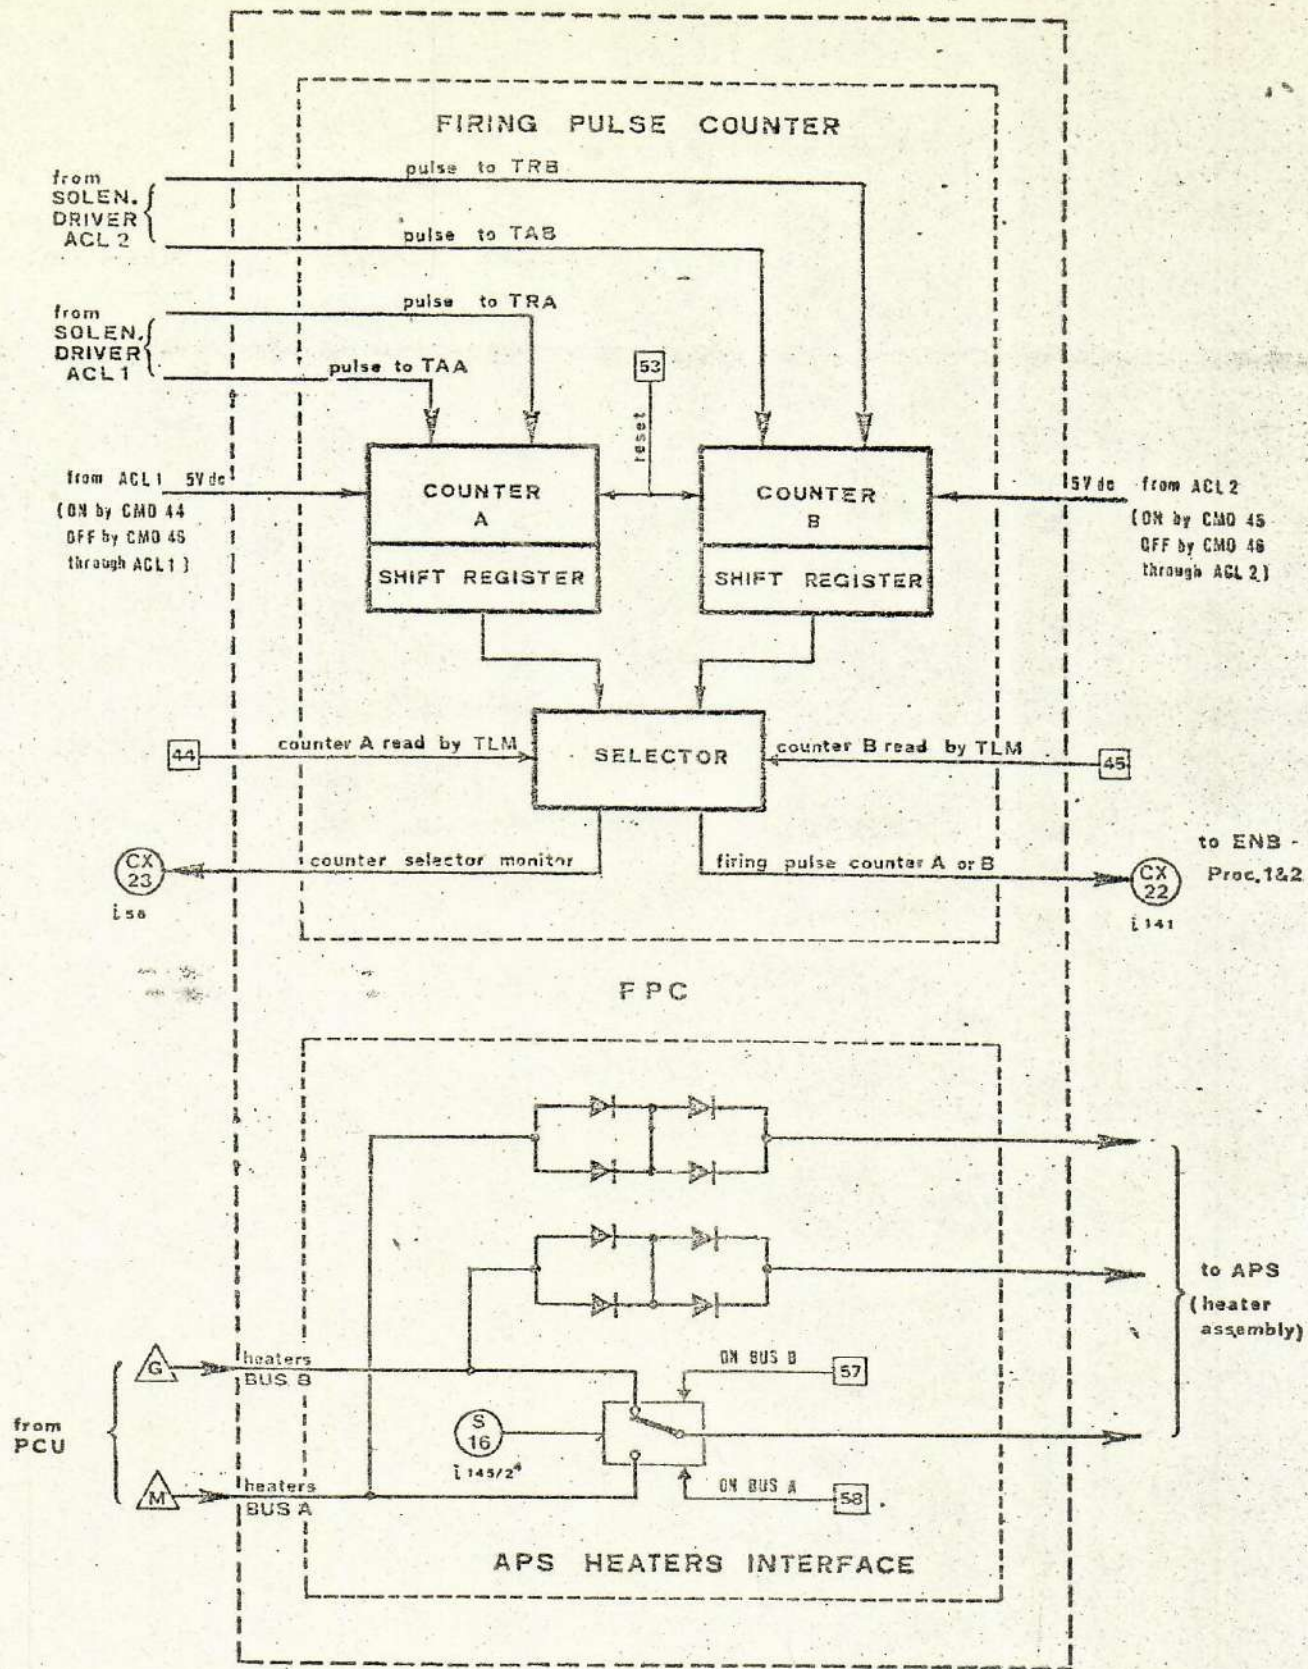 FIRING PULSE COUNTER
from
SOLEN.
DRIVER
ACL 2
pulse to TRB
pulse to TAB
from
SOLEN.
DRIVER
ACL 1
pulse to TRA
pulse to TAA
53
reset
from ACL 1 5V dc
(ON by CMD 44
OFF by CMD 46
through ACL 1)
COUNTER
A
SHIFT REGISTER
COUNTER
B
SHIFT REGISTER
5V dc from ACL 2
(ON by CMD 45
OFF by CMD 46
through ACL 2)
44
counter A read by TLM
SELECTOR
counter B read by TLM
45
CX
23
i 58
counter selector monitor
firing pulse counter A or B
CX
22
i 141
to ENB -
Proc. 1&2
FPC
to APS
(heater
assembly)
from
PCU
G
heaters
BUS B
ON BUS B
57
S
16
i 145/2⁴
M
heaters
BUS A
ON BUS A
58
APS HEATERS INTERFACE